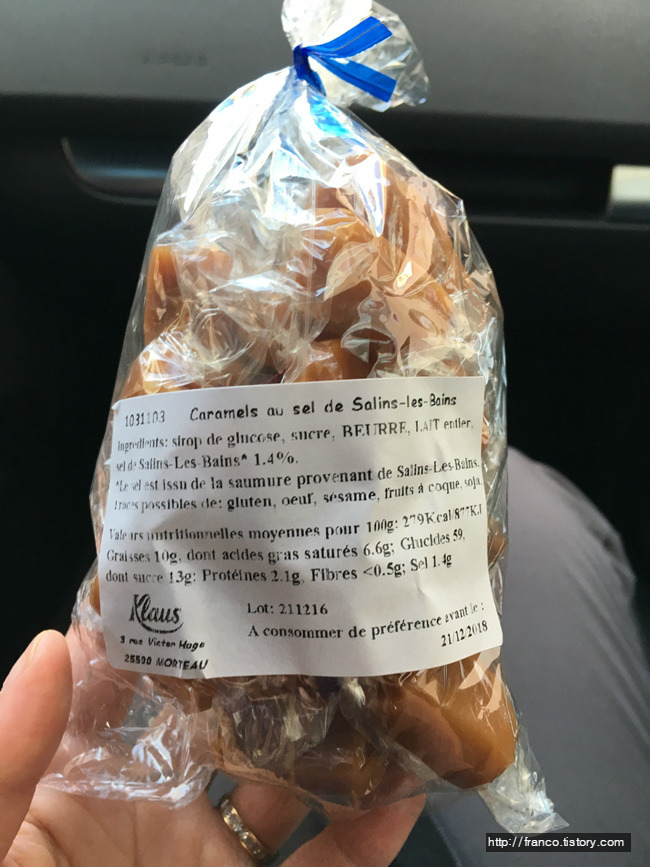 1031103 Caramels au sel de Salins-les-Bains
Ingredients: sirop de glucose, sucre, BEURRE, LAIT entier,
sel de Salins-Les-Bains* 1.4%.
*Le sel est issu de la saumure provenant de Salins-Les-Bains.
Traces possibles de: gluten, oeuf, sésame, fruits à coque, soja.
Valeurs nutritionnelles moyennes pour 100g: 279Kcal/877KJ
Graisses 10g, dont acides gras saturés 6.6g; Glucides 59,
dont sucre 13g; Protéines 2.1g, Fibres <0.5g; Sel 1.4g
Klaus
3 rue Victor Hugo
25500 MORTEAU
Lot: 211216
A consommer de préférence avant le :
21/12/2018
http://franco.tistory.com